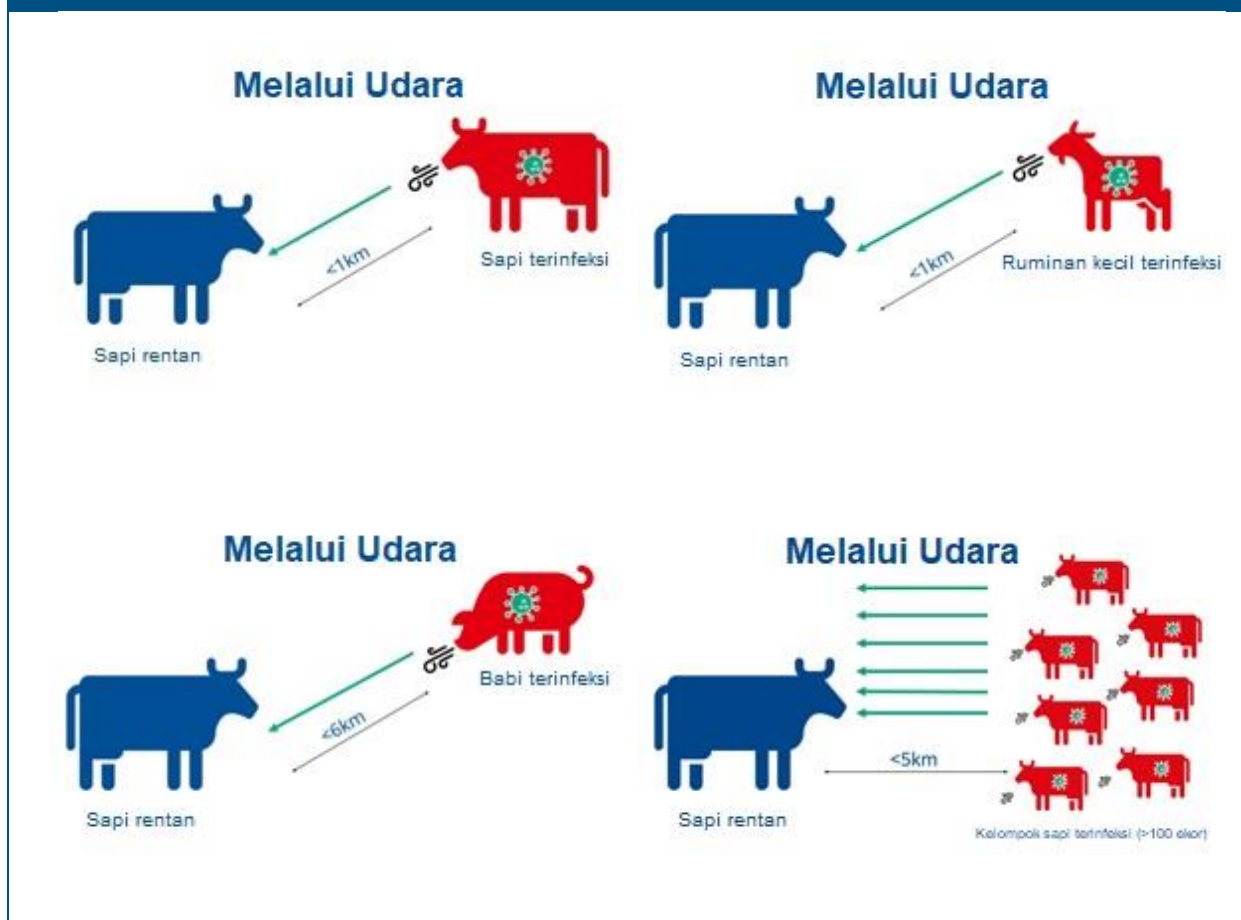 Melalui Udara
<1km
Sapi terinfeksi
Sapi rentan
Melalui Udara
<1km
Ruminan kecil terinfeksi
Sapi rentan
Melalui Udara
Babi terinfeksi
<6km
Sapi rentan
Melalui Udara
<5km
Sapi rentan
Kelompok sapi terinfeksi (>100 ekor)